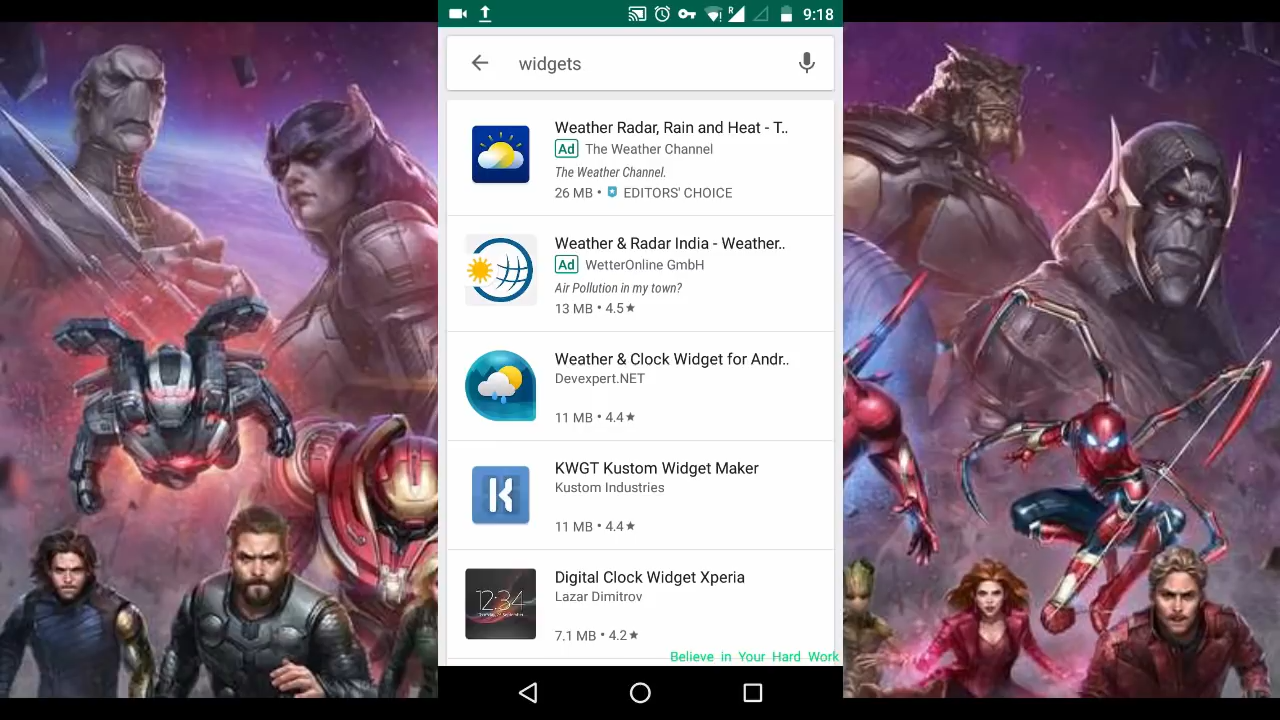 9:18
widgets
Weather Radar, Rain and Heat - T..
Ad The Weather Channel
The Weather Channel.
26 MB • EDITORS' CHOICE
Weather & Radar India - Weather..
Ad WetterOnline GmbH
Air Pollution in my town?
13 MB • 4.5★
Weather & Clock Widget for Andr..
Devexpert.NET
11 MB • 4.4★
KWGT Kustom Widget Maker
Kustom Industries
11 MB • 4.4★
12:34
Digital Clock Widget Xperia
Lazar Dimitrov
7.1 MB • 4.2★
Believe in Your Hard Work